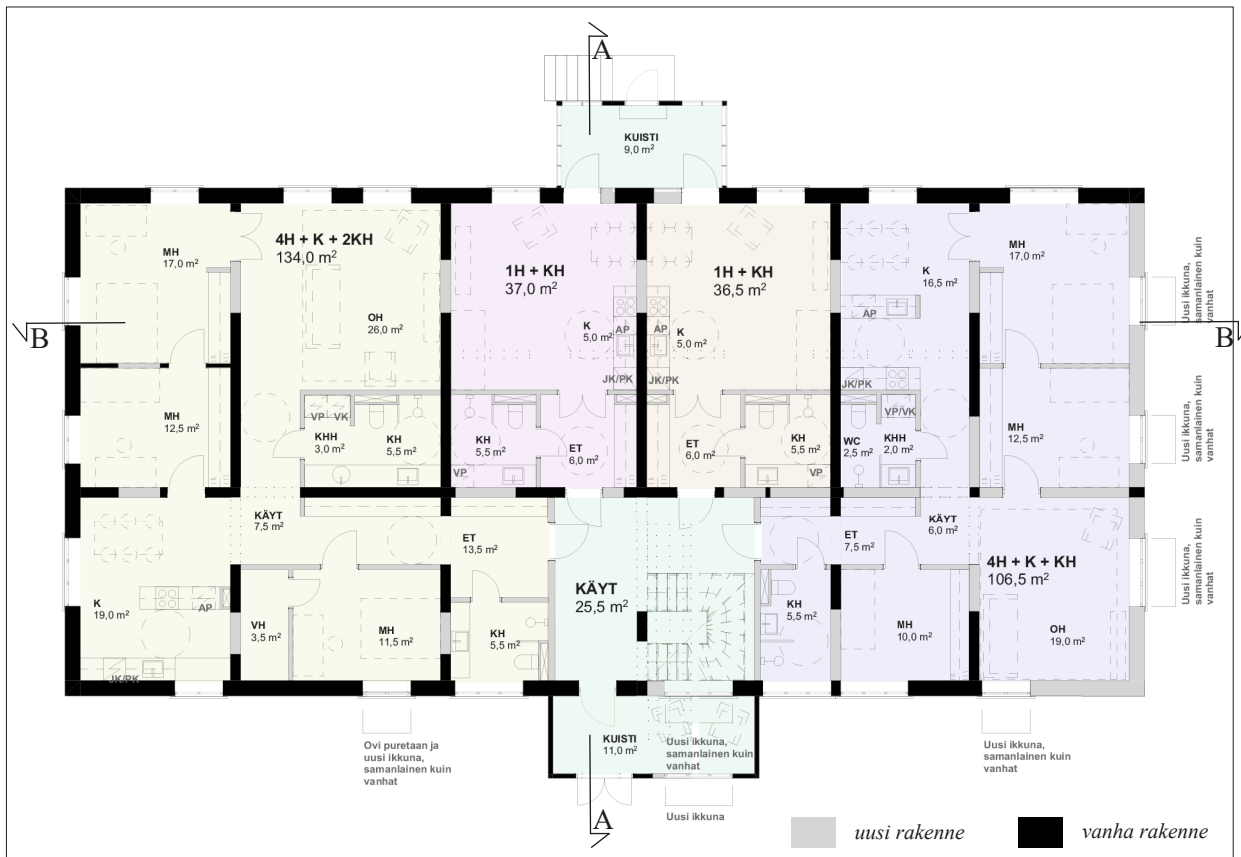 A
KUISTI
9,0 m²
4H + K + 2KH
134,0 m²
MH
17,0 m²
OH
26,0 m²
1H + KH
37,0 m²
K
5,0 m²
AP
JK/PK
1H + KH
36,5 m²
AP
K
5,0 m²
JK/PK
K
16,5 m²
AP
JK/PK
MH
17,0 m²
Uusi ikkuna,
samanlainen kuin
vanhat
B
B
MH
12,5 m²
VP
VK
KHH
3,0 m²
KH
5,5 m²
KH
5,5 m²
VP
ET
6,0 m²
ET
6,0 m²
KH
5,5 m²
VP
WC
2,5 m²
VP/VK
KHH
2,0 m²
MH
12,5 m²
Uusi ikkuna,
samanlainen kuin
vanhat
KÄYT
7,5 m²
ET
13,5 m²
KÄYT
25,5 m²
ET
7,5 m²
KÄYT
6,0 m²
4H + K + KH
106,5 m²
Uusi ikkuna,
samanlainen kuin
vanhat
K
19,0 m²
AP
JK/PK
VH
3,5 m²
MH
11,5 m²
KH
5,5 m²
KH
5,5 m²
MH
10,0 m²
OH
19,0 m²
Ovi puretaan ja
uusi ikkuna,
samanlainen kuin
vanhat
KUISTI
11,0 m²
Uusi ikkuna,
samanlainen kuin
vanhat
Uusi ikkuna,
samanlainen kuin
vanhat
Uusi ikkuna
A
uusi rakenne
vanha rakenne